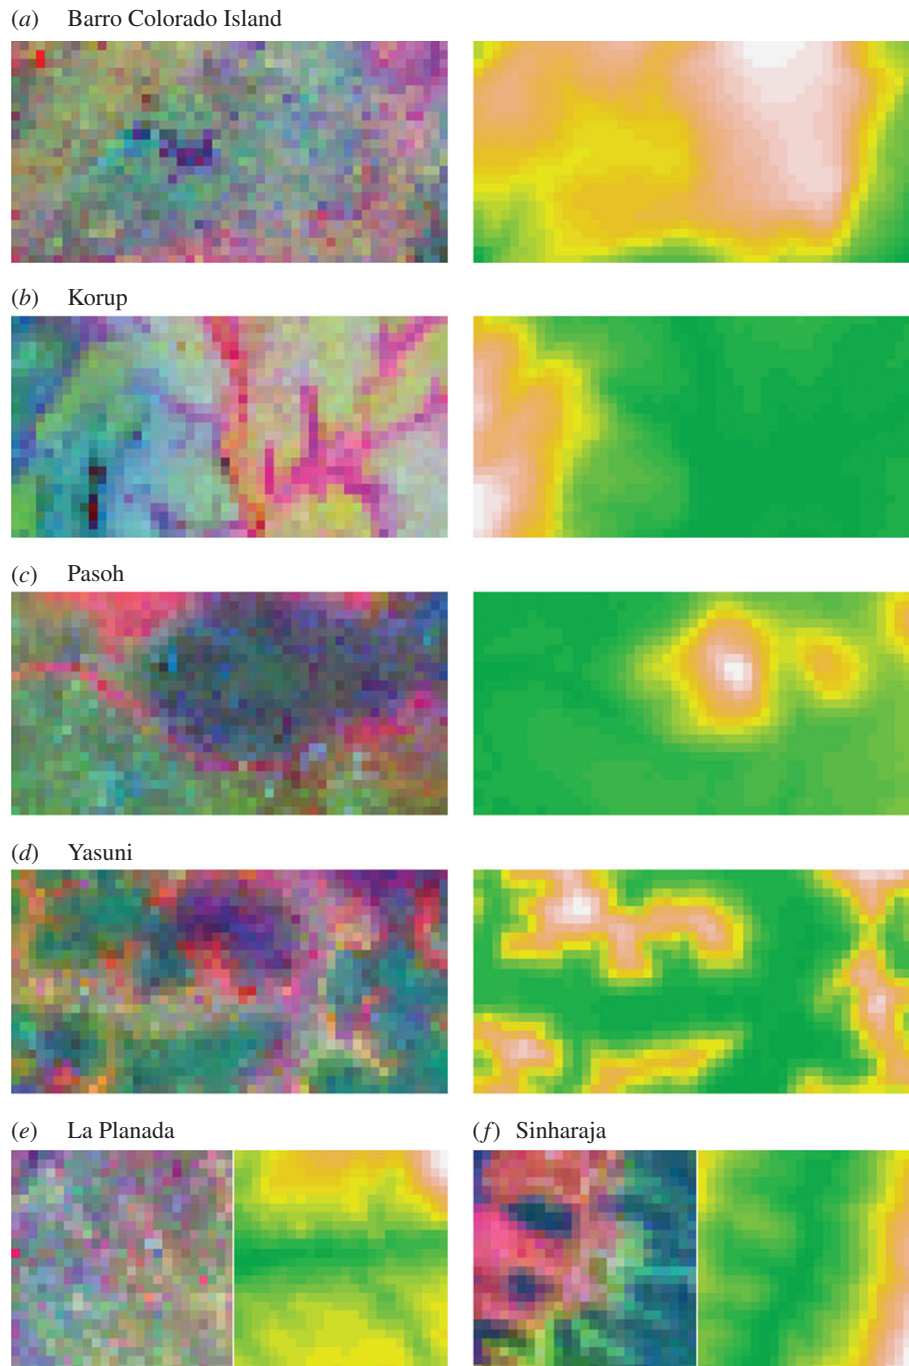 (a) Barro Colorado Island
(b) Korup
(c) Pasoh
(d) Yasuni
(e) La Planada
(f) Sinharaja